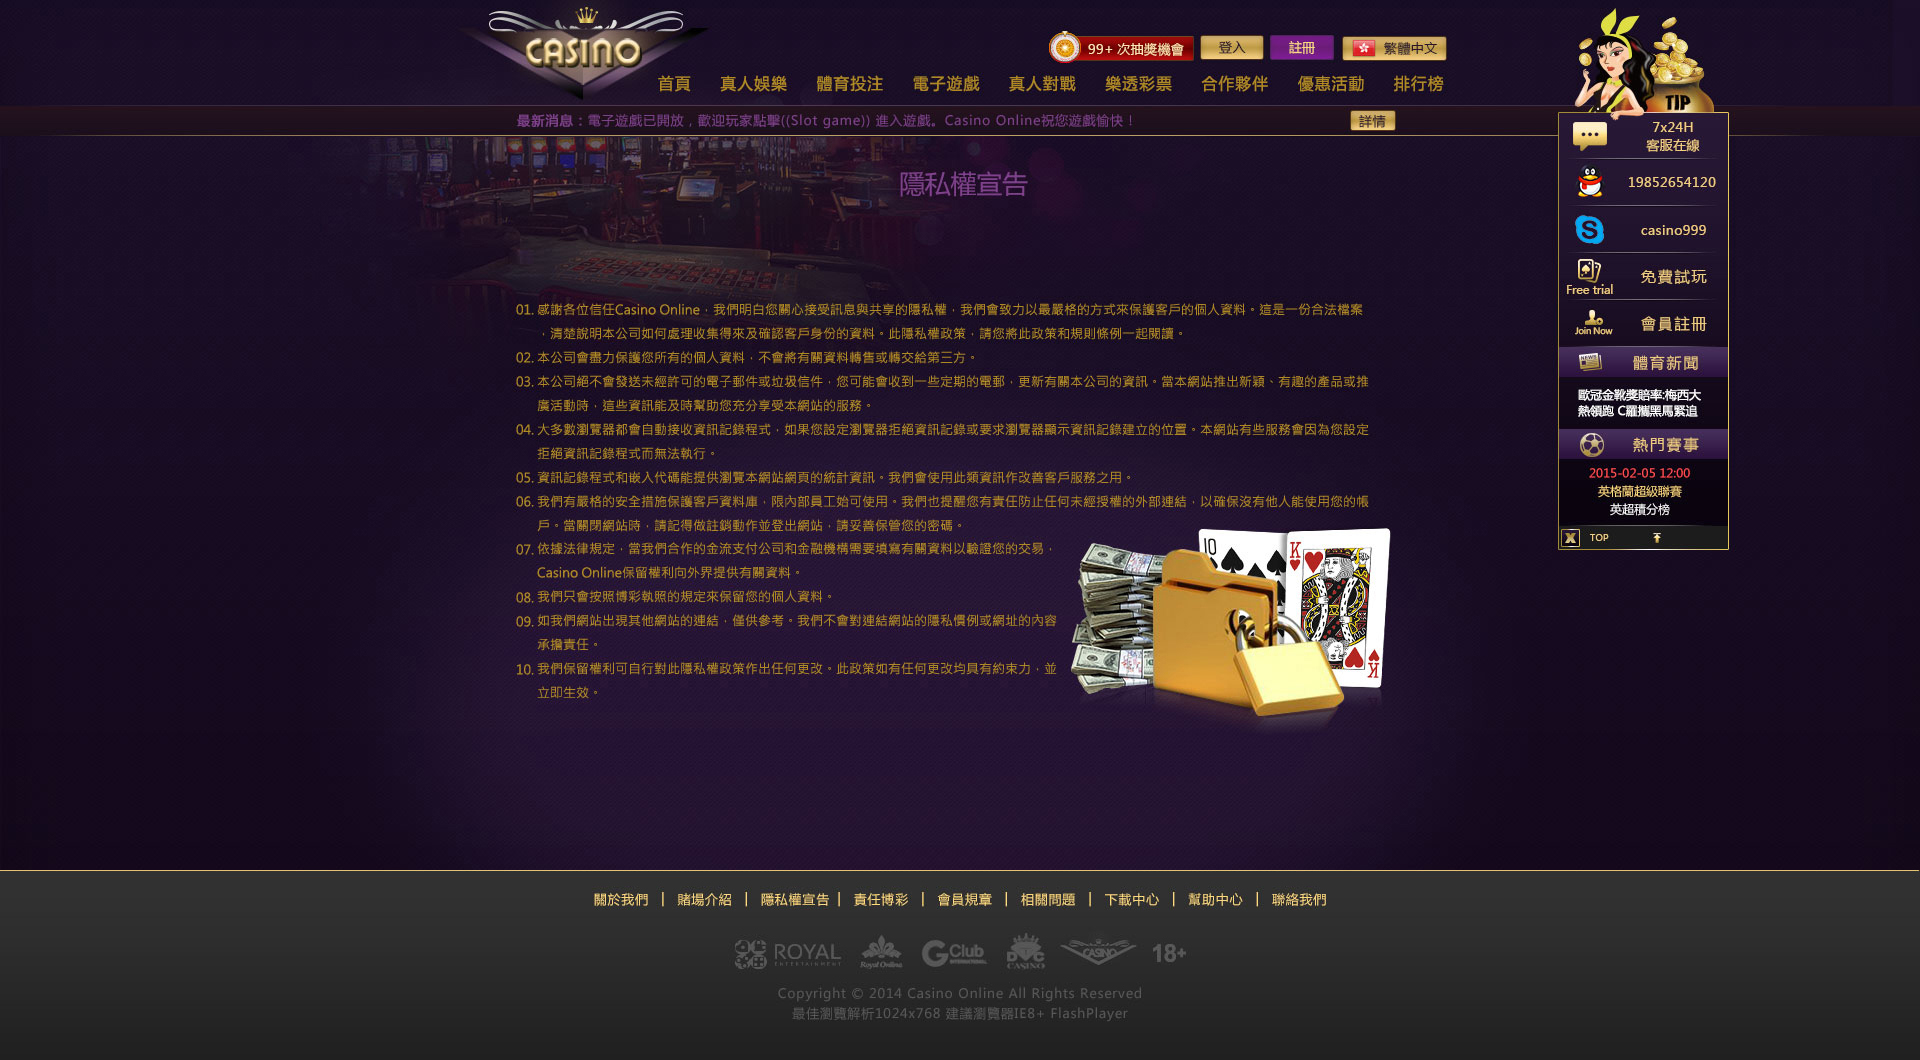 CASINO
99+ 次抽獎機會
登入
註冊
繁體中文
首頁 真人娛樂 體育投注 電子遊戲 真人對戰 樂透彩票 合作夥伴 優惠活動 排行榜
最新消息：電子遊戲已開放，歡迎玩家點擊((Slot game)) 進入遊戲。Casino Online祝您遊戲愉快！
詳情
隱私權宣告
01. 感謝各位信任Casino Online，我們明白您關心接受訊息與共享的隱私權，我們會致力以最嚴格的方式來保護客戶的個人資料。這是一份合法檔案
，清楚說明本公司如何處理收集得來及確認客戶身份的資料。此隱私權政策，請您將此政策和規則條例一起閱讀。
02. 本公司會盡力保護您所有的個人資料，不會將有關資料轉售或轉交給第三方。
03. 本公司絕不會發送未經許可的電子郵件或垃圾信件，您可能會收到一些定期的電郵，更新有關本公司的資訊。當本網站推出新穎、有趣的產品或推
廣活動時，這些資訊能及時幫助您充分享受本網站的服務。
04. 大多數瀏覽器都會自動接收資訊記錄程式，如果您設定瀏覽器拒絕資訊記錄或要求瀏覽器顯示資訊記錄建立的位置。本網站有些服務會因為您設定
拒絕資訊記錄程式而無法執行。
05. 資訊記錄程式和嵌入代碼能提供瀏覽本網站網頁的統計資訊。我們會使用此類資訊作改善客戶服務之用。
06. 我們有嚴格的安全措施保護客戶資料庫，限內部員工始可使用。我們也提醒您有責任防止任何未經授權的外部連結，以確保沒有他人能使用您的帳
戶。當關閉網站時，請記得做註銷動作並登出網站，請妥善保管您的密碼。
07. 依據法律規定，當我們合作的金流支付公司和金融機構需要填寫有關資料以驗證您的交易，
Casino Online保留權利向外界提供有關資料。
08. 我們只會按照博彩執照的規定來保留您的個人資料。
09. 如我們網站出現其他網站的連結，僅供參考。我們不會對連結網站的隱私慣例或網址的內容
承擔責任。
10. 我們保留權利可自行對此隱私權政策作出任何更改。此政策如有任何更改均具有約束力，並
立即生效。
10
K
K
TIP
7x24H
客服在線
19852654120
casino999
Free trial
免費試玩
Join Now
會員註冊
NEWS
體育新聞
歐冠金靴獎賠率:梅西大
熱領跑 C羅攜黑馬緊追
熱門賽事
2015-02-05 12:00
英格蘭超級聯賽
英超積分榜
X TOP
關於我們 | 賭場介紹 | 隱私權宣告 | 責任博彩 | 會員規章 | 相關問題 | 下載中心 | 幫助中心 | 聯絡我們
ROYAL
ENTERTAINMENT
Royal Online
GClub
CASINO
CASINO
18+
Copyright © 2014 Casino Online All Rights Reserved
最佳瀏覽解析1024x768 建議瀏覽器IE8+ FlashPlayer